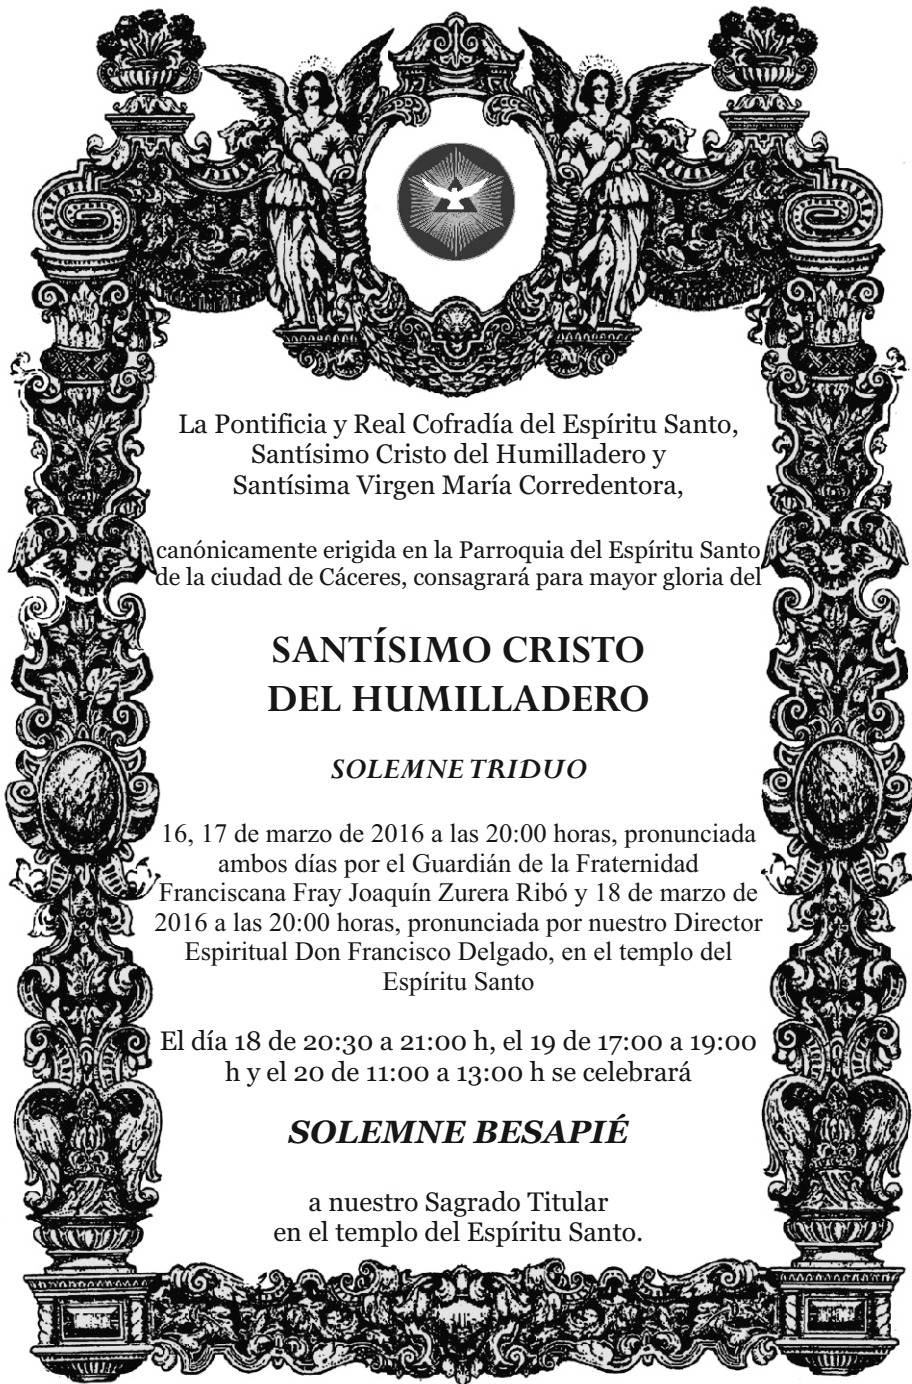 La Pontificia y Real Cofradía del Espíritu Santo,
Santísimo Cristo del Humilladero y
Santísima Virgen María Corredentora,
canónicamente erigida en la Parroquia del Espíritu Santo
de la ciudad de Cáceres, consagrará para mayor gloria del
SANTÍSIMO CRISTO
DEL HUMILLADERO
SOLEMNE TRIDUO
16, 17 de marzo de 2016 a las 20:00 horas, pronunciada
ambos días por el Guardián de la Fraternidad
Franciscana Fray Joaquín Zurera Ribó y 18 de marzo de
2016 a las 20:00 horas, pronunciada por nuestro Director
Espiritual Don Francisco Delgado, en el templo del
Espíritu Santo
El día 18 de 20:30 a 21:00 h, el 19 de 17:00 a 19:00
h y el 20 de 11:00 a 13:00 h se celebrará
SOLEMNE BESAPIÉ
a nuestro Sagrado Titular
en el templo del Espíritu Santo.